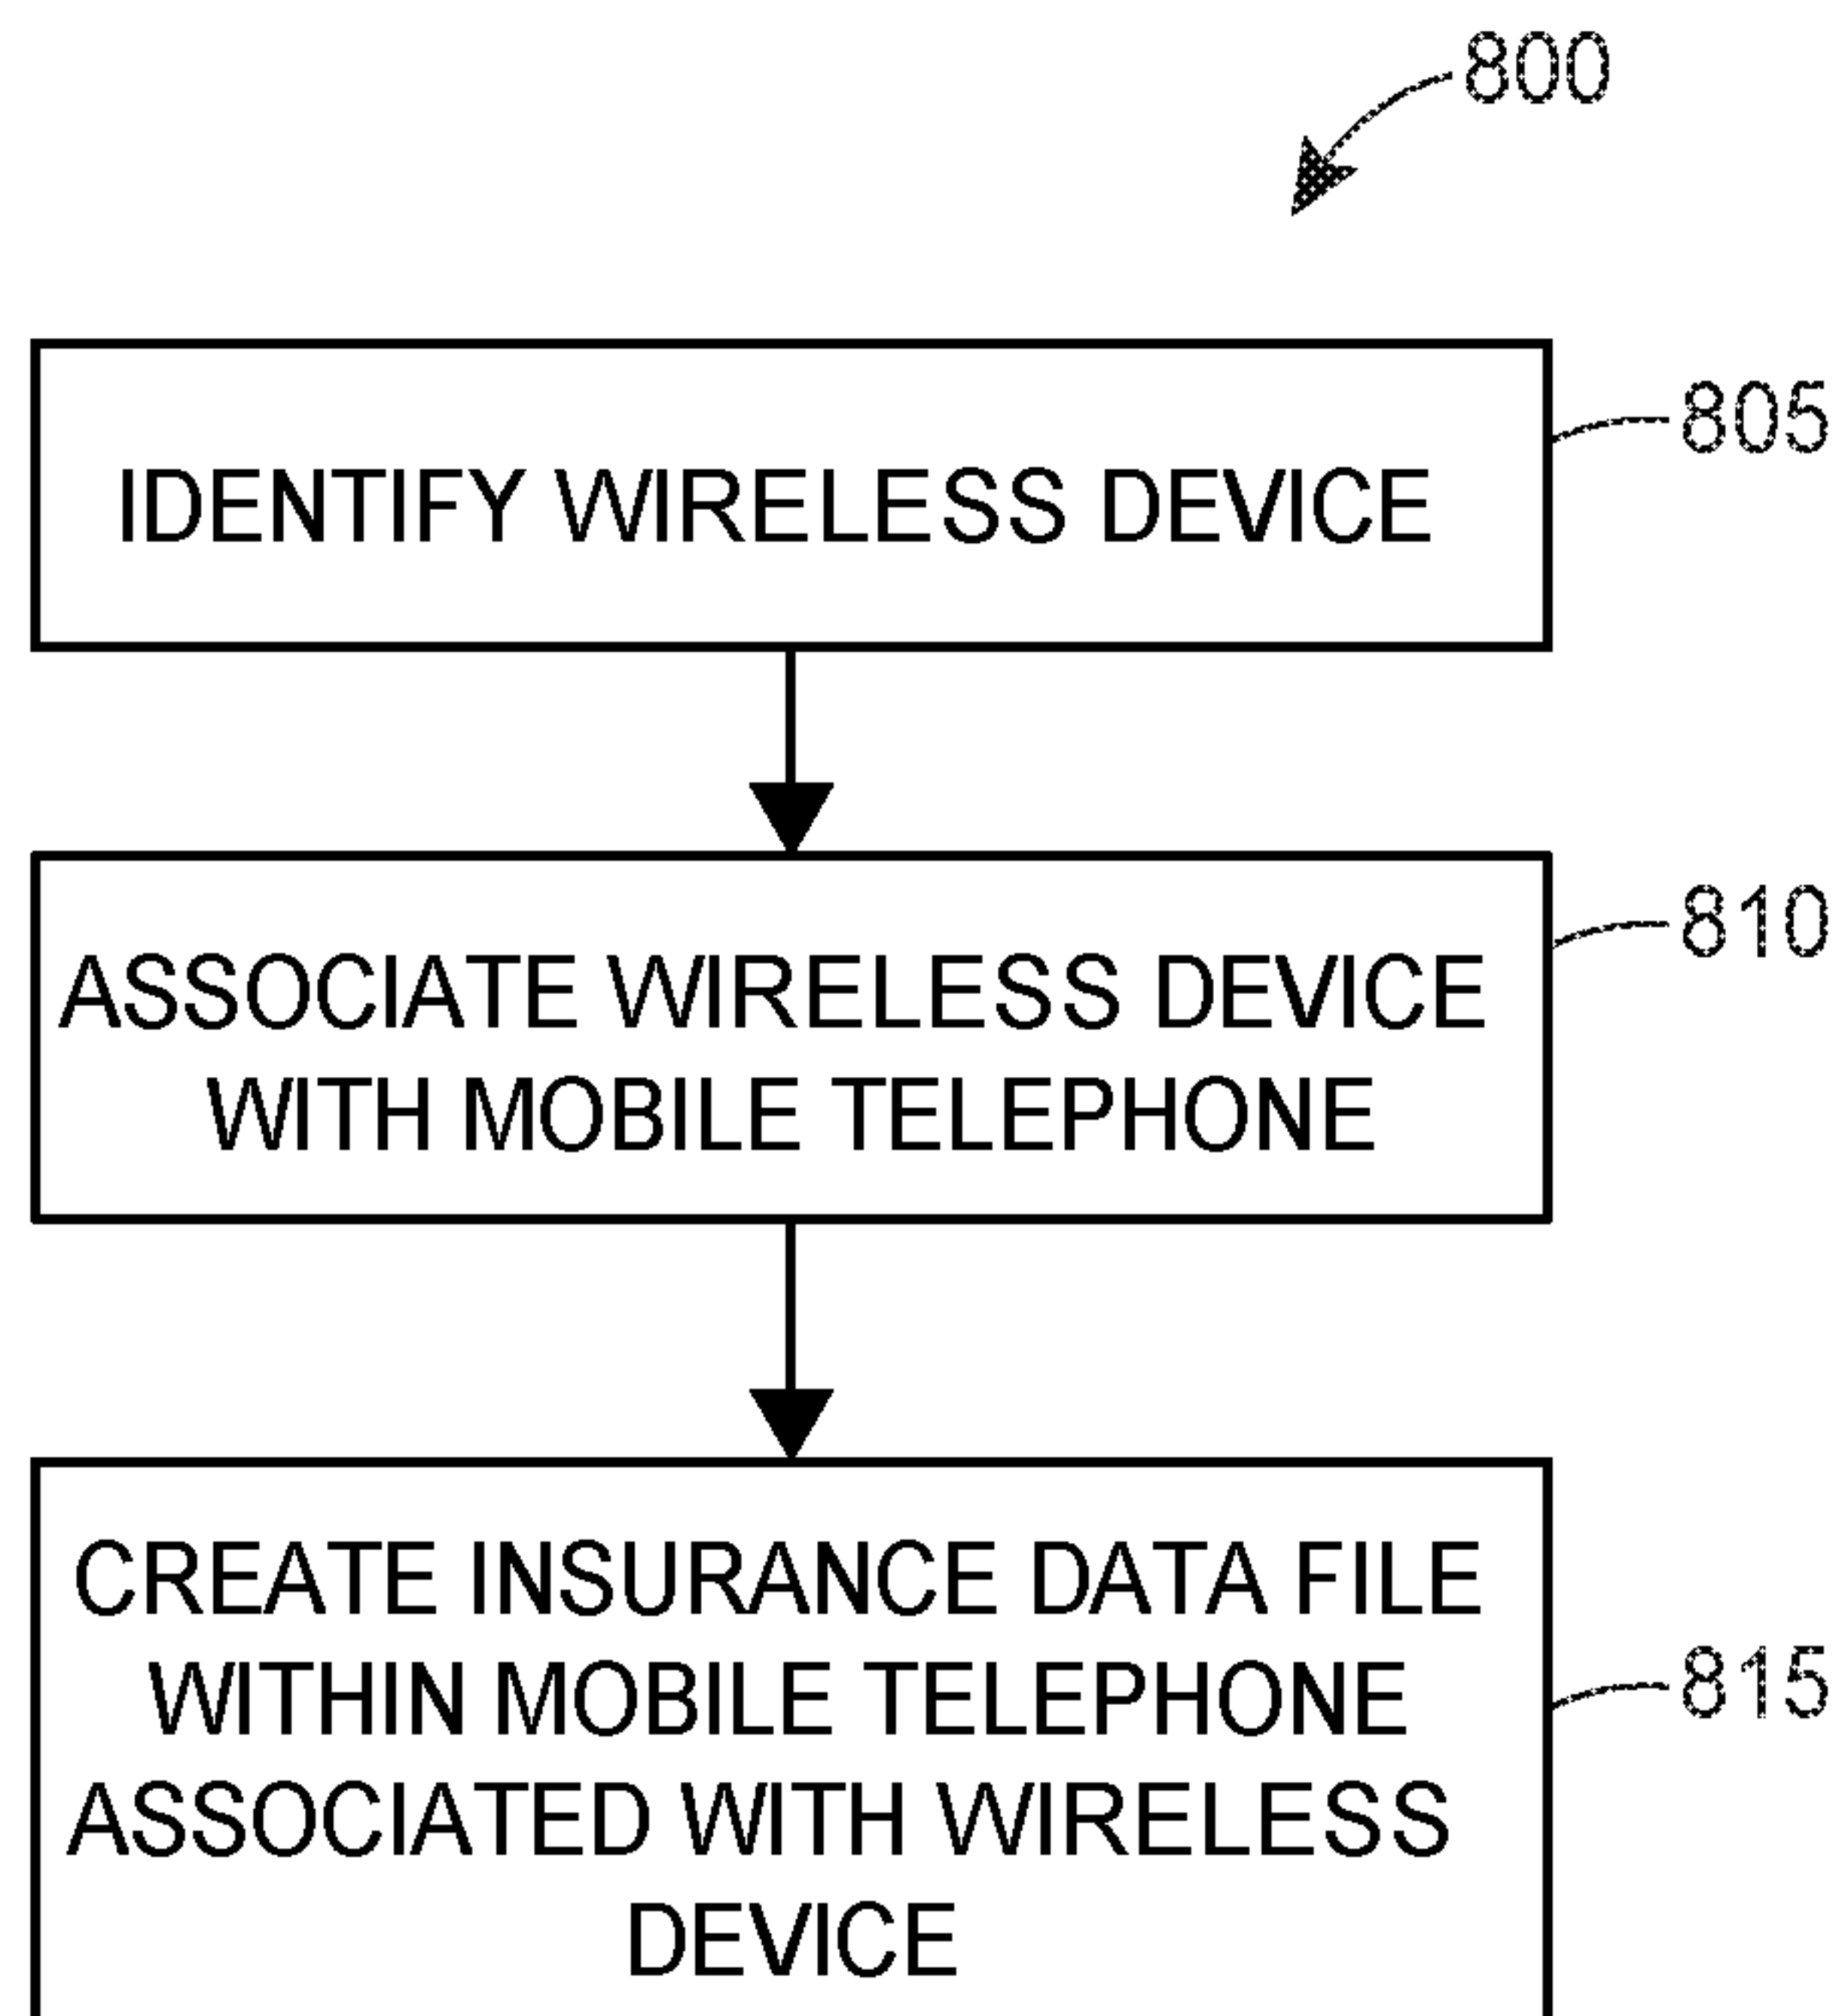 800
805
IDENTIFY WIRELESS DEVICE
810
ASSOCIATE WIRELESS DEVICE
WITH MOBILE TELEPHONE
CREATE INSURANCE DATA FILE
WITHIN MOBILE TELEPHONE
815
ASSOCIATED WITH WIRELESS
DEVICE